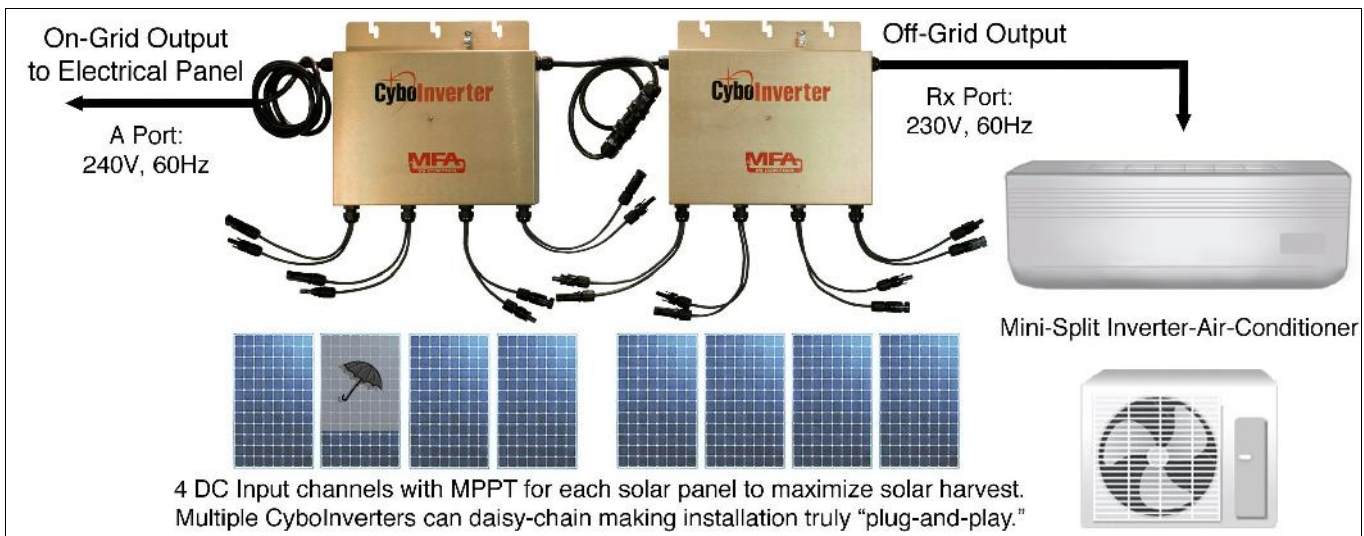 On-Grid Output
to Electrical Panel
A Port:
240V, 60Hz
CyboInverter
MFA
CyboInverter
MFA
Off-Grid Output
Rx Port:
230V, 60Hz
Mini-Split Inverter-Air-Conditioner
4 DC Input channels with MPPT for each solar panel to maximize solar harvest.
Multiple CyboInverters can daisy-chain making installation truly “plug-and-play.”